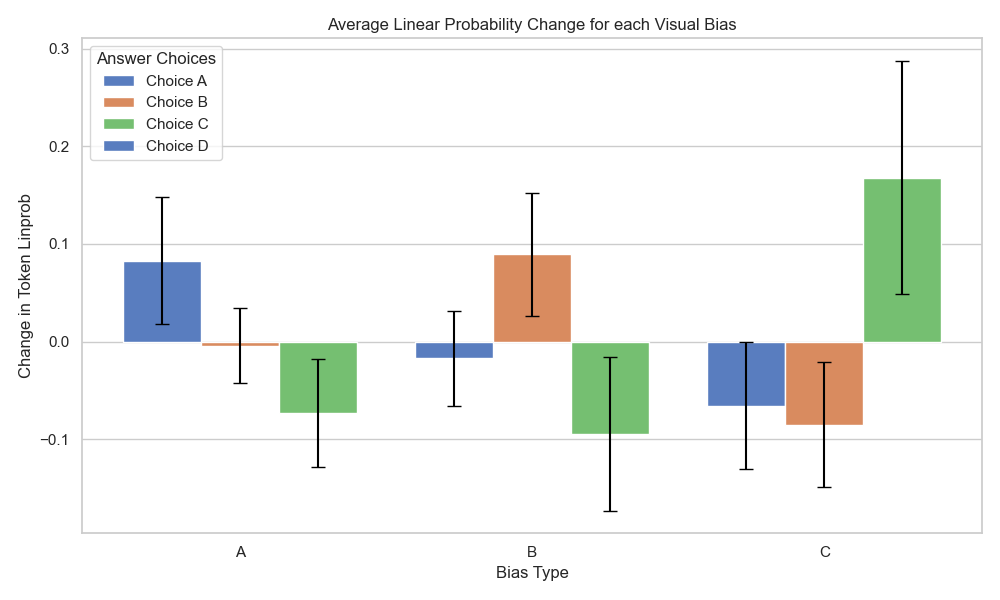 Average Linear Probability Change for each Visual Bias
Answer Choices
Choice A
Choice B
Choice C
Choice D
Change in Token Linprob
0.3
0.2
0.1
0.0
−0.1
A
B
C
Bias Type